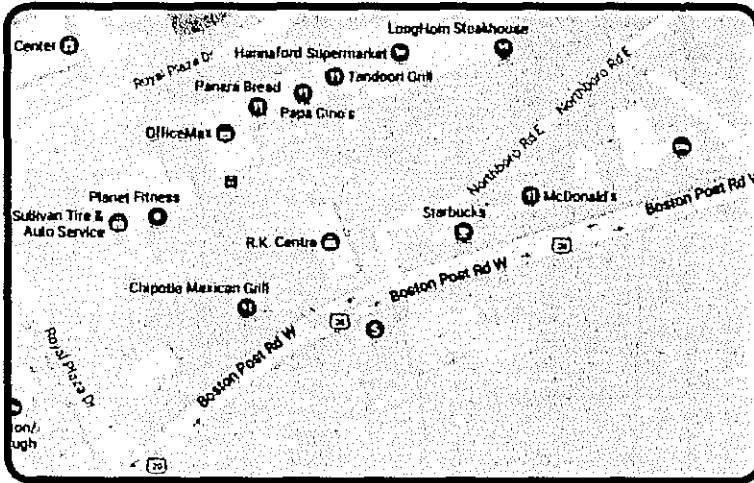 LongHorn Steakhouse
Center
Hannaford Supermarket
Royal Plaza Dr
Tandoori Grill
Panera Bread
Papa Gino's
Northboro Rd E
OfficeMax
Northboro Rd E
Planet Fitness
McDonald's
Sullivan Tire &
Auto Service
Starbucks
Boston Post Rd W
R.K. Centre
20
Chipotle Mexican Grill
Boston Post Rd W
20
Royal Plaza Dr
Boston Post Rd W
ton/
ugh
20